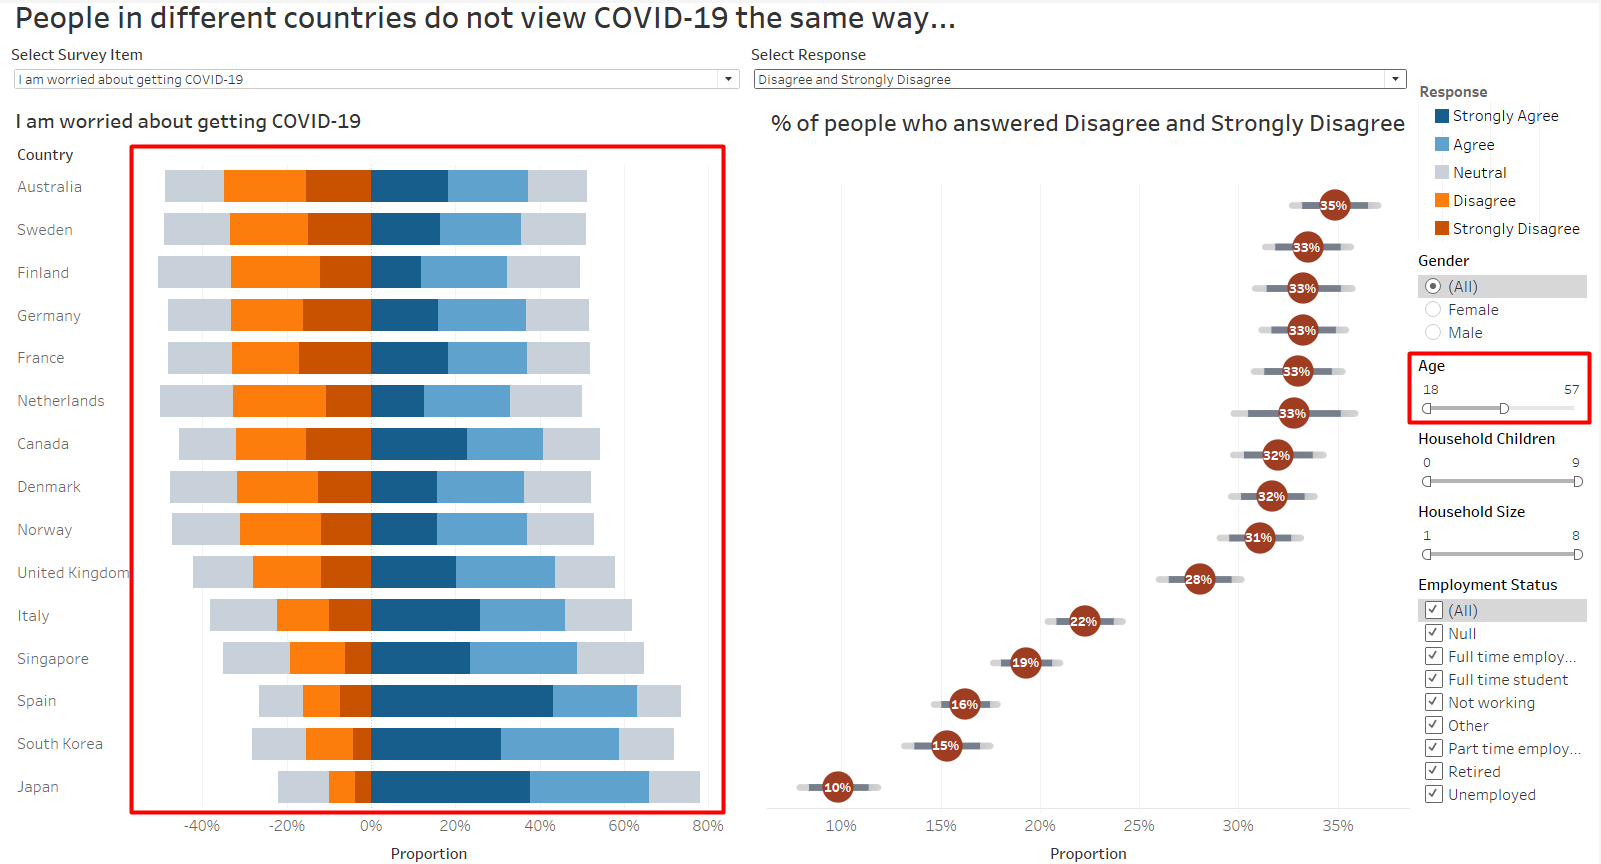 People in different countries do not view COVID-19 the same way...
Select Survey Item
I am worried about getting COVID-19
Select Response
Disagree and Strongly Disagree
I am worried about getting COVID-19
Country
Australia
Sweden
Finland
Germany
France
Netherlands
Canada
Denmark
Norway
United Kingdom
Italy
Singapore
Spain
South Korea
Japan
-40% -20% 0% 20% 40% 60% 80%
Proportion
% of people who answered Disagree and Strongly Disagree
35%
33%
33%
33%
33%
33%
32%
32%
31%
28%
22%
19%
16%
15%
10%
10% 15% 20% 25% 30% 35%
Proportion
Response
Strongly Agree
Agree
Neutral
Disagree
Strongly Disagree
Gender
(All)
Female
Male
Age
18 57
Household Children
0 9
Household Size
1 8
Employment Status
(All)
Null
Full time employ...
Full time student
Not working
Other
Part time employ...
Retired
Unemployed